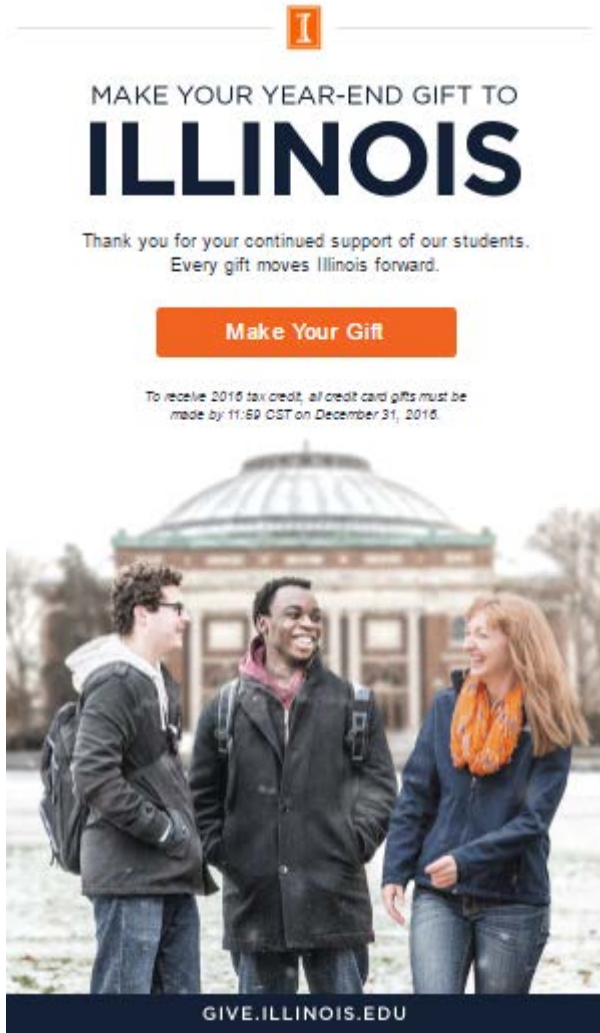 I
MAKE YOUR YEAR-END GIFT TO
ILLINOIS
Thank you for your continued support of our students.
Every gift moves Illinois forward.
Make Your Gift
To receive 2016 tax credit, all credit card gifts must be
made by 11:59 CST on December 31, 2016.
GIVE.ILLINOIS.EDU